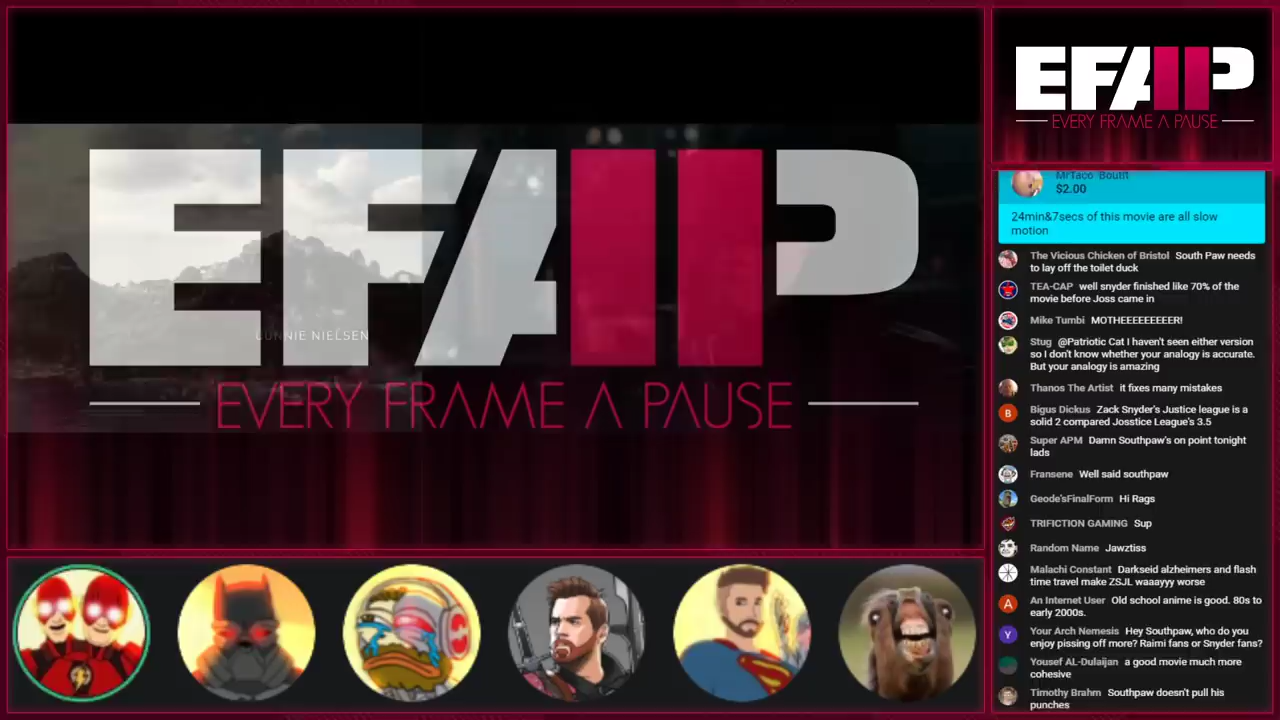 EFAP
EVERY FRAME A PAUSE
NNIE NIELSEN
EFAP
EVERY FRAME A PAUSE
MrTaco Boutit
$2.00
24min&7secs of this movie are all slow
motion
The Vicious Chicken of Bristol South Paw needs
to lay off the toilet duck
TEA-CAP well snyder finished like 70% of the
movie before Joss came in
Mike Tumbi MOTHEEEEEEEER!
Stug @Patriotic Cat I haven't seen either version
so I don't know whether your analogy is accurate.
But your analogy is amazing
Thanos The Artist it fixes many mistakes
B
Bigus Dickus Zack Snyder's Justice league is a
solid 2 compared Josstice League's 3.5
Super APM Damn Southpaw's on point tonight
lads
Fransene Well said southpaw
Geode'sFinalForm Hi Rags
TRIFICTION GAMING Sup
Random Name Jawztiss
Malachi Constant Darkseid alzheimers and flash
time travel make ZSJL waaayyy worse
A
An Internet User Old school anime is good. 80s to
early 2000s.
Y
Your Arch Nemesis Hey Southpaw, who do you
enjoy pissing off more? Raimi fans or Snyder fans?
Yousef AL-Dulaijan a good movie much more
cohesive
Timothy Brahm Southpaw doesn't pull his
punches